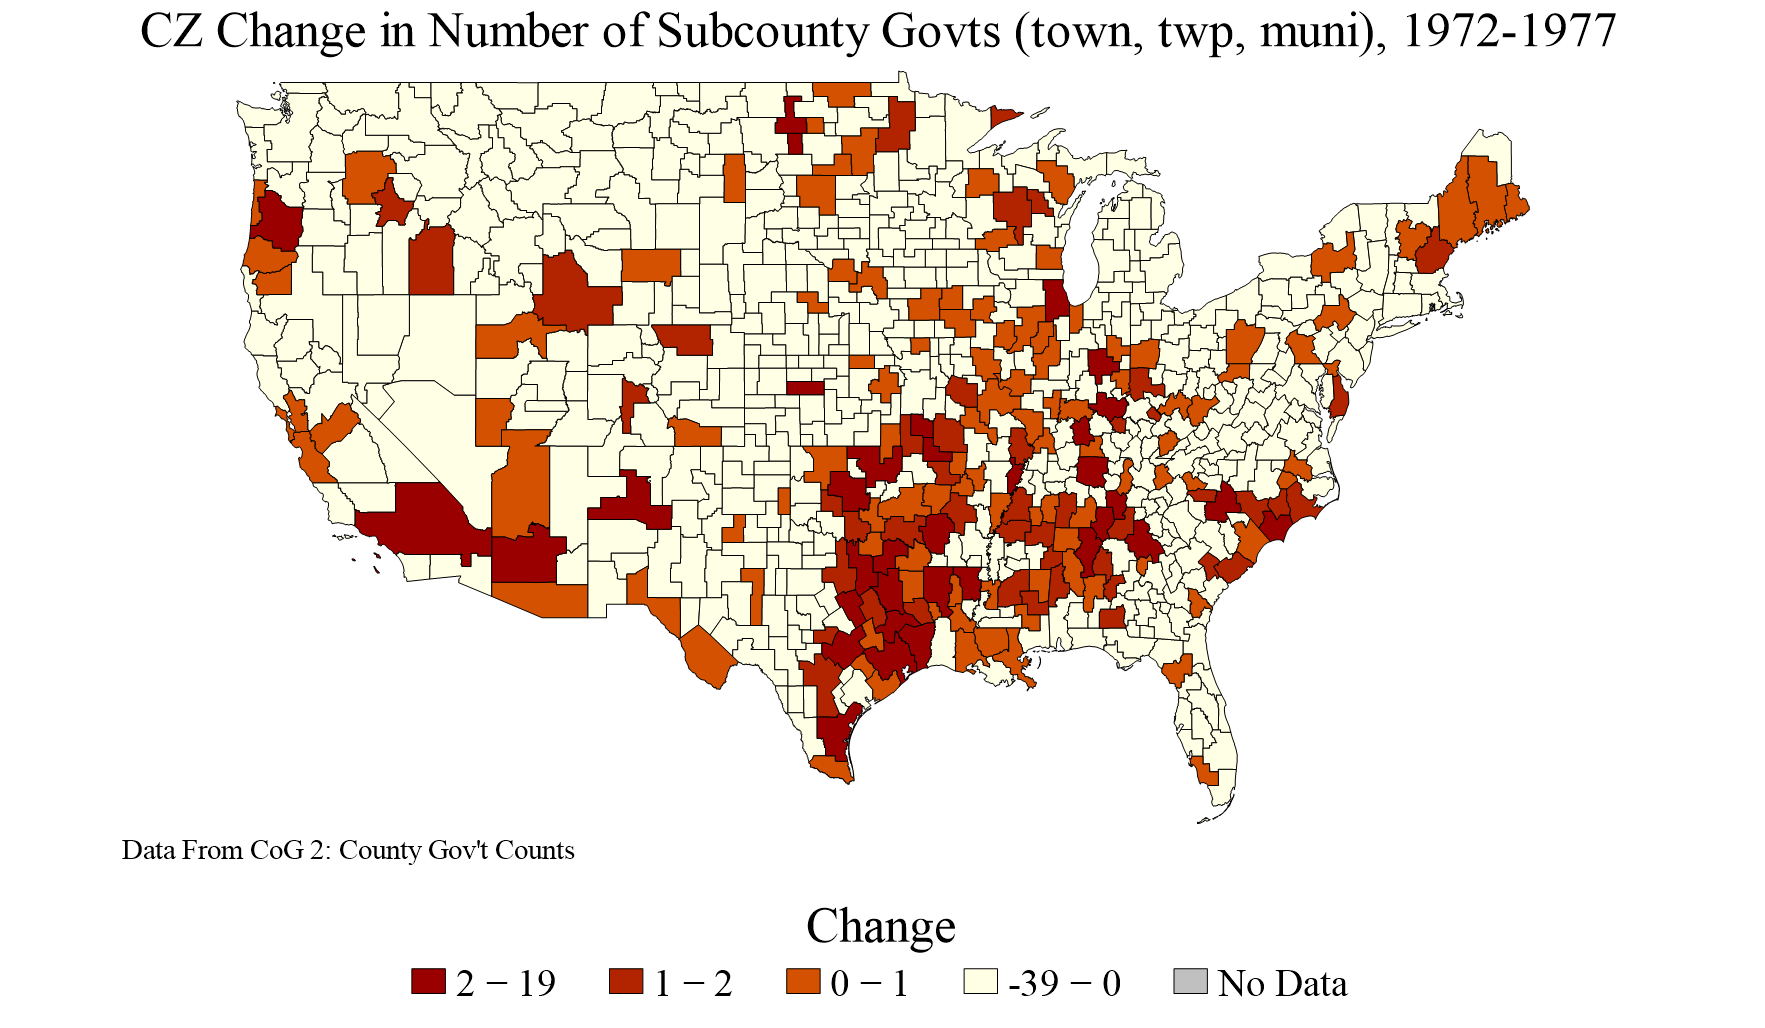 CZ Change in Number of Subcounty Govts (town, twp, muni), 1972-1977
Data From CoG 2: County Gov't Counts
Change
2 − 19
1 − 2
0 − 1
-39 − 0
No Data